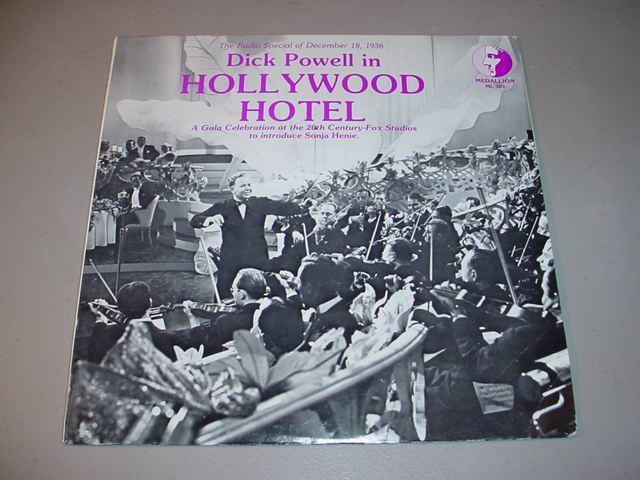 The Radio Special of December 18, 1936
Dick Powell in
HOLLYWOOD
HOTEL
A Gala Celebration at the 20th Century-Fox Studios
to introduce Sonja Henie.
MEDALLION